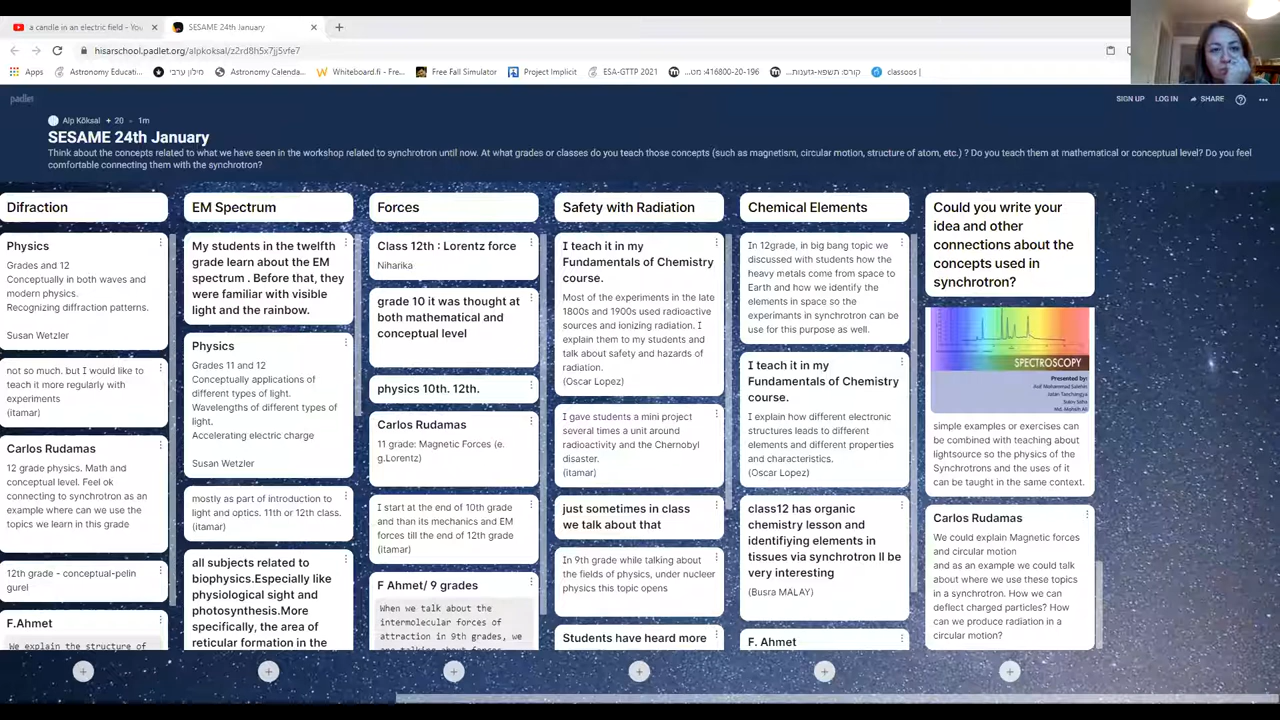 a candle in an electric field - You
SESAME 24th January
hisarschool.padlet.org/alpkoksal/z2rd8h5x7jj5vfe7
Apps
Astronomy Educati...
מילון ערבי
Astronomy Calenda...
Whiteboard.fi - Fre...
Free Fall Simulator
Project Implicit
ESA-GTTP 2021
416800-20-196: מט...
קורס: תשפא-גזענות...
classoos |
padlet
SIGN UP
LOG IN
SHARE
Alp Köksal + 20 • 1m
SESAME 24th January
Think about the concepts related to what we have seen in the workshop related to synchrotron until now. At what grades or classes do you teach those concepts (such as magnetism, circular motion, structure of atom, etc.) ? Do you teach them at mathematical or conceptual level? Do you feel
comfortable connecting them with the synchrotron?
Difraction
Physics
Grades and 12
Conceptually in both waves and
modern physics.
Recognizing diffraction patterns.
Susan Wetzler
not so much. but I would like to
teach it more regularly with
experiments
(itamar)
Carlos Rudamas
12 grade physics. Math and
conceptual level. Feel ok
connecting to synchrotron as an
example where can we use the
topics we learn in this grade
12th grade - conceptual-pelin
gurel
F.Ahmet
We explain the structure of
EM Spectrum
My students in the twelfth
grade learn about the EM
spectrum . Before that, they
were familiar with visible
light and the rainbow.
Physics
Grades 11 and 12
Conceptually applications of
different types of light.
Wavelengths of different types of
light.
Accelerating electric charge
Susan Wetzler
mostly as part of introduction to
light and optics. 11th or 12th class.
(itamar)
all subjects related to
biophysics.Especially like
physiological sight and
photosynthesis.More
specifically, the area of
reticular formation in the
Forces
Class 12th : Lorentz force
Niharika
grade 10 it was thought at
both mathematical and
conceptual level
physics 10th. 12th.
Carlos Rudamas
11 grade: Magnetic Forces (e.
g.Lorentz)
I start at the end of 10th grade
and than its mechanics and EM
forces till the end of 12th grade
(itamar)
F Ahmet/ 9 grades
When we talk about the
intermolecular forces of
attraction in 9th grades, we
are talking about forces
Safety with Radiation
I teach it in my
Fundamentals of Chemistry
course.
Most of the experiments in the late
1800s and 1900s used radioactive
sources and ionizing radiation. I
explain them to my students and
talk about safety and hazards of
radiation.
(Oscar Lopez)
I gave students a mini project
several times a unit around
radioactivity and the Chernobyl
disaster.
(itamar)
just sometimes in class
we talk about that
In 9th grade while talking about
the fields of physics, under nuclear
physics this topic opens
Students have heard more
Chemical Elements
In 12grade, in big bang topic we
discussed with students how the
heavy metals come from space to
Earth and how we identify the
elements in space so the
experimants in synchrotron can be
use for this purpose as well.
I teach it in my
Fundamentals of Chemistry
course.
I explain how different electronic
structures leads to different
elements and different properties
and characteristics.
(Oscar Lopez)
class12 has organic
chemistry lesson and
identifiying elements in
tissues via synchrotron ll be
very interesting
(Busra MALAY)
F. Ahmet
Could you write your
idea and other
connections about the
concepts used in
synchrotron?
SPECTROSCOPY
Presented by:
simple examples or exercises can
be combined with teaching about
lightsource so the physics of the
Synchrotrons and the uses of it
can be taught in the same context.
Carlos Rudamas
We could explain Magnetic forces
and circular motion
and as an example we could talk
about where we use these topics
in a synchrotron. How we can
deflect charged particles? How
can we produce radiation in a
circular motion?